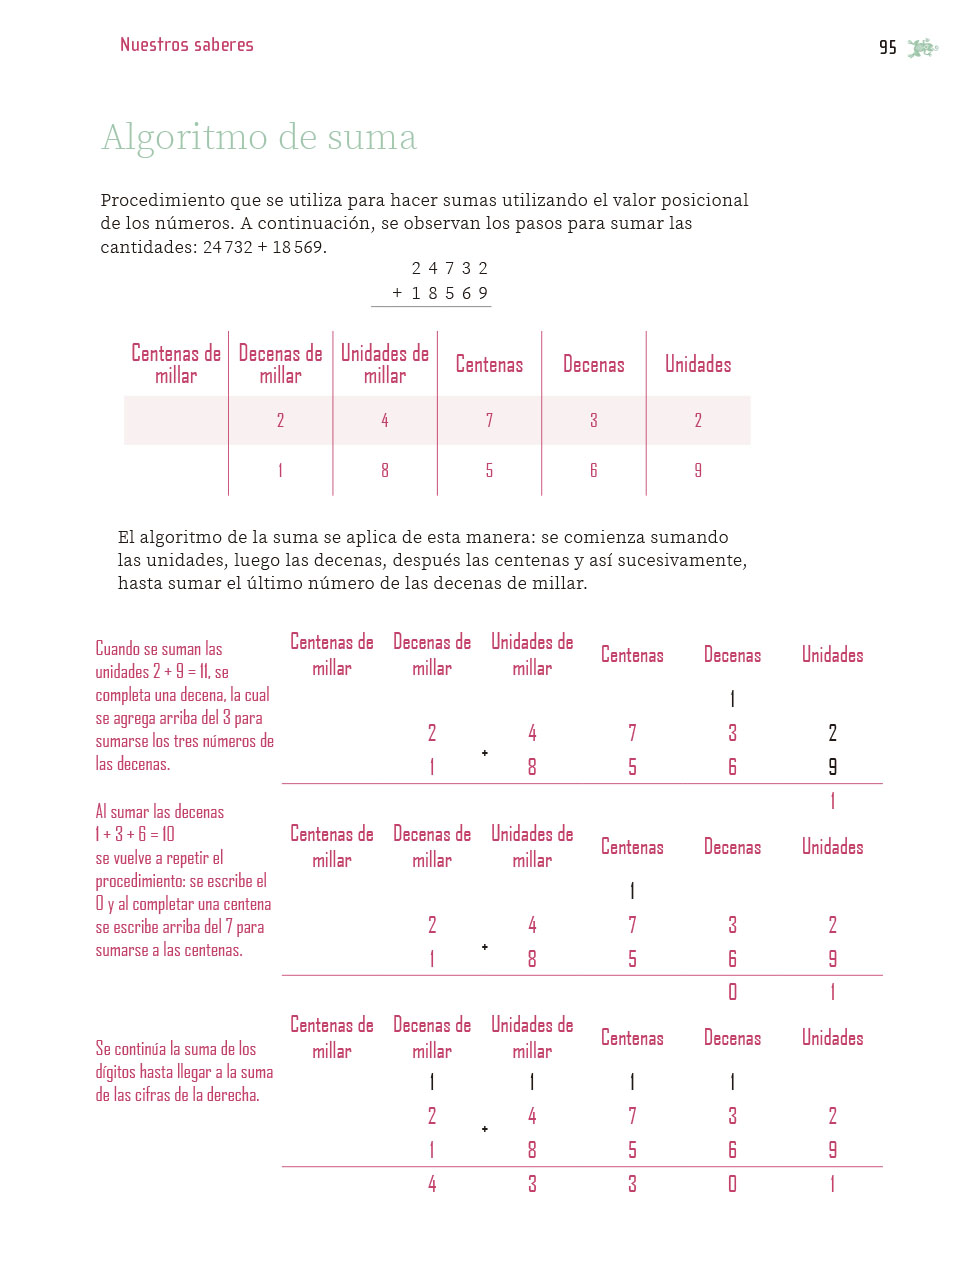 Nuestros saberes
95
Algoritmo de suma
Procedimiento que se utiliza para hacer sumas utilizando el valor posicional
de los números. A continuación, se observan los pasos para sumar las
cantidades: 24 732 + 18 569.
2 4 7 3 2
+ 1 8 5 6 9
Centenas de millar Decenas de millar Unidades de millar Centenas Decenas Unidades
2 4 7 3 2
1 8 5 6 9
El algoritmo de la suma se aplica de esta manera: se comienza sumando
las unidades, luego las decenas, después las centenas y así sucesivamente,
hasta sumar el último número de las decenas de millar.
Cuando se suman las
unidades 2 + 9 = 11, se
completa una decena, la cual
se agrega arriba del 3 para
sumarse los tres números de
las decenas.
Centenas de millar Decenas de millar Unidades de millar Centenas Decenas Unidades
1
2 4 7 3 2
+
1 8 5 6 9
1
Al sumar las decenas
1 + 3 + 6 = 10
se vuelve a repetir el
procedimiento: se escribe el
0 y al completar una centena
se escribe arriba del 7 para
sumarse a las centenas.
Centenas de millar Decenas de millar Unidades de millar Centenas Decenas Unidades
1
2 4 7 3 2
+
1 8 5 6 9
0 1
Se continúa la suma de los
dígitos hasta llegar a la suma
de las cifras de la derecha.
Centenas de millar Decenas de millar Unidades de millar Centenas Decenas Unidades
1 1 1 1
2 4 7 3 2
+
1 8 5 6 9
4 3 3 0 1